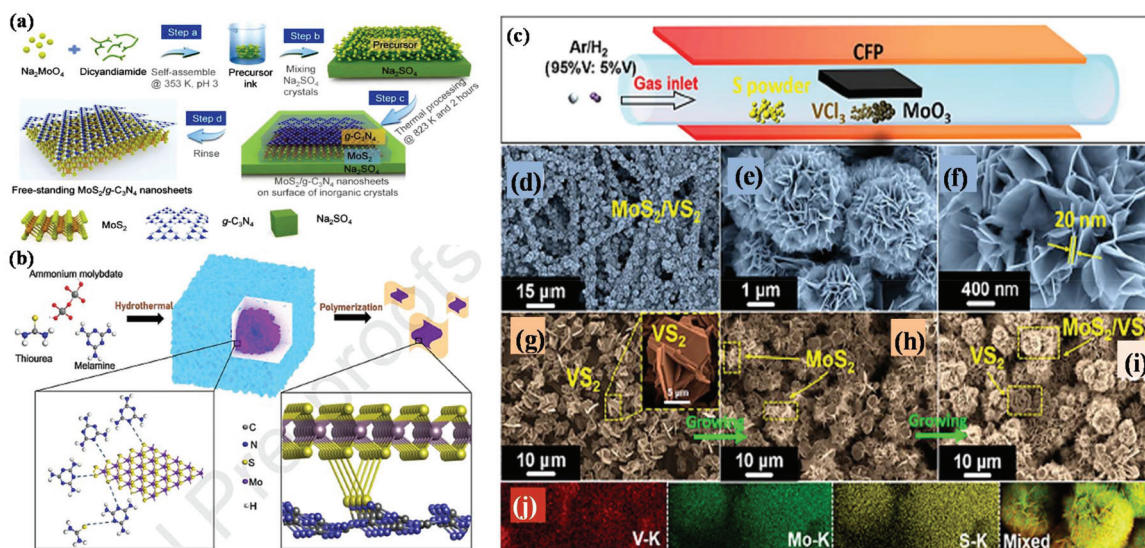 (a)
Step a
Step b
Na₂MoO₄
Dicyandiamide
Self-assemble
@ 353 K, pH 3
Precursor
ink
Mixing
Na₂SO₄
crystals
Precursor
Na₂SO₄
Step c
Thermal processing
@ 823 K and 2 hours
Step d
Rinse
g-C₃N₄
MoS₂
Na₂SO₄
MoS₂/g-C₃N₄ nanosheets
on surface of inorganic crystals
Free-standing MoS₂/g-C₃N₄ nanosheets
MoS₂
g-C₃N₄
Na₂SO₄
(b)
Ammonium molybdate
Thiourea
Melamine
Hydrothermal
Polymerization
C
N
S
Mo
H
l Preproofs
(c)
Ar/H₂
(95%V: 5%V)
Gas inlet
CFP
S powder
VCl₃
MoO₃
(d)
MoS₂/VS₂
15 μm
(e)
1 μm
(f)
20 nm
400 nm
(g)
VS₂
VS₂
5 μm
10 μm
Growing
(h)
MoS₂
10 μm
Growing
MoS₂/VS
(i)
VS₂
10 μm
(j)
V-K
Mo-K
S-K
Mixed